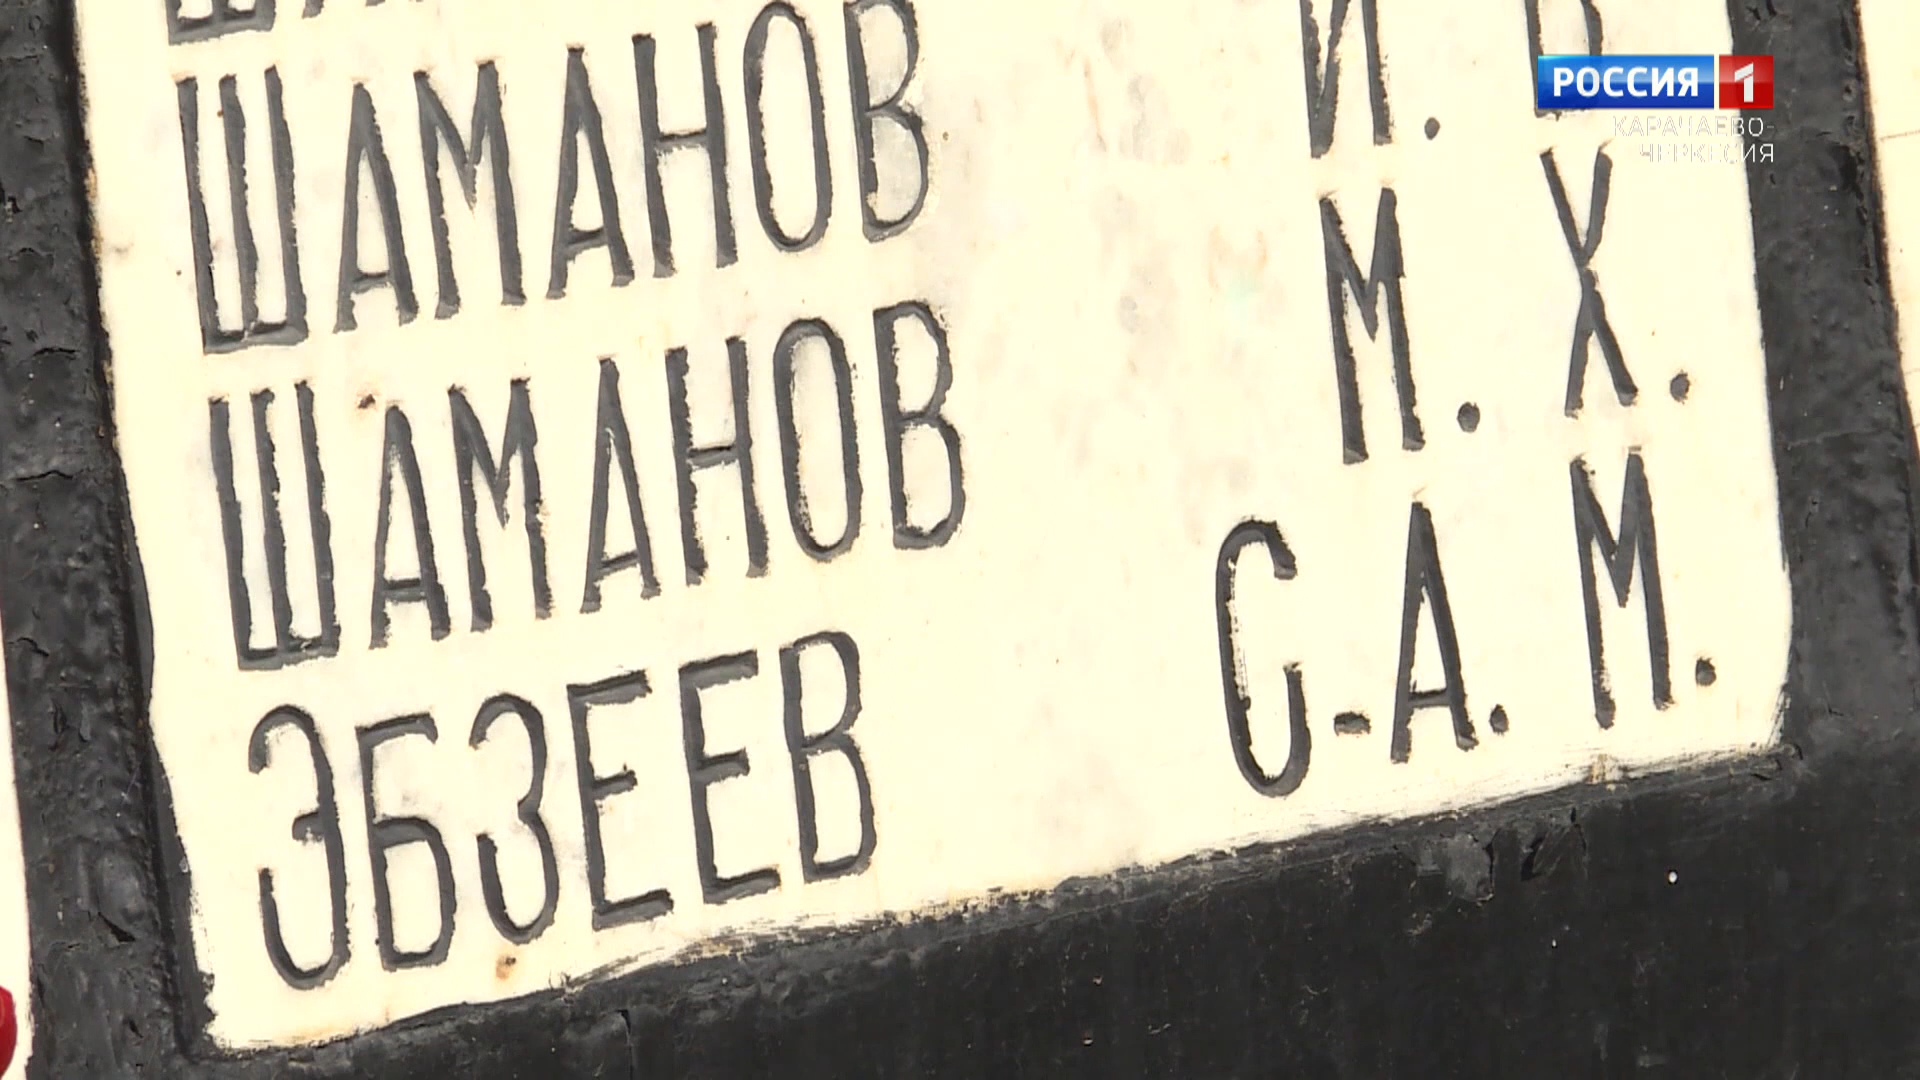 ШАМАНОВ И. В
ШАМАНОВ М. Х.
ЭБЗЕЕВ С-А. М.
РОССИЯ 1
КАРАЧАЕВО-
ЧЕРКЕСИЯ